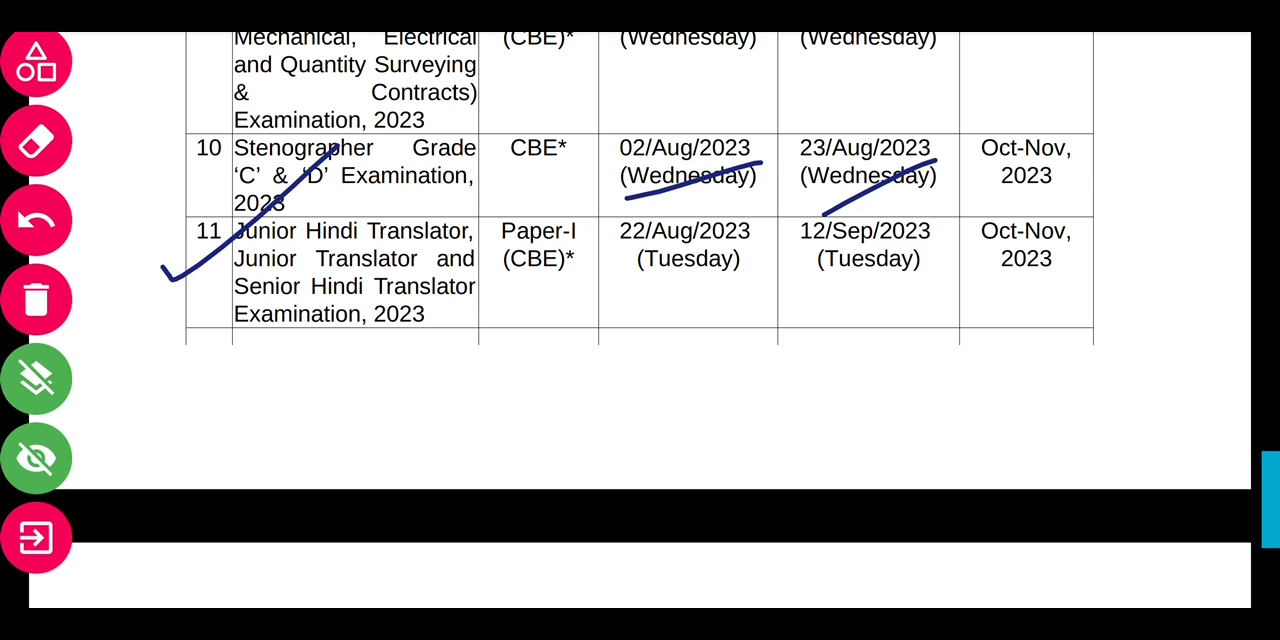 Mechanical, Electrical (CBE)* (Wednesday) (Wednesday)
and Quantity Surveying
& Contracts)
Examination, 2023
10 Stenographer Grade CBE* 02/Aug/2023 23/Aug/2023 Oct-Nov,
‘C’ & ‘D’ Examination, (Wednesday) (Wednesday) 2023
2023
11 Junior Hindi Translator, Paper-I 22/Aug/2023 12/Sep/2023 Oct-Nov,
Junior Translator and (CBE)* (Tuesday) (Tuesday) 2023
Senior Hindi Translator
Examination, 2023